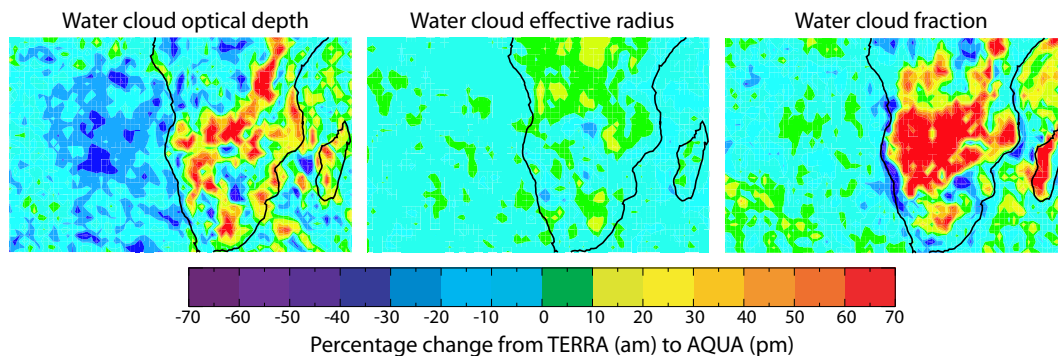 Water cloud optical depth
Water cloud effective radius
Water cloud fraction
-70 -60 -50 -40 -30 -20 -10 0 10 20 30 40 50 60 70
Percentage change from TERRA (am) to AQUA (pm)